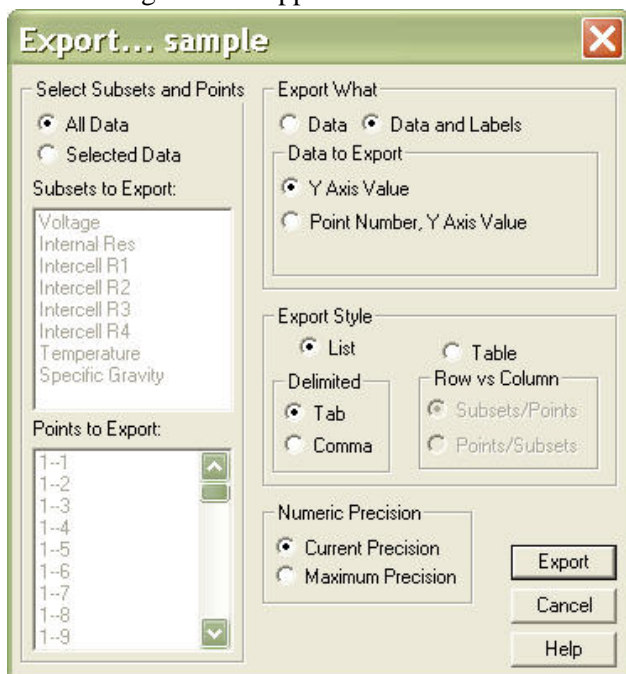 Export... sample
Select Subsets and Points
All Data
Selected Data
Subsets to Export:
Voltage
Internal Res
Intercell R1
Intercell R2
Intercell R3
Intercell R4
Temperature
Specific Gravity
Points to Export:
1--1
1--2
1--3
1--4
1--5
1--6
1--7
1--8
1--9
Export What
Data Data and Labels
Data to Export
Y Axis Value
Point Number, Y Axis Value
Export Style
List Table
Delimited
Tab
Comma
Row vs Column
Subsets/Points
Points/Subsets
Numeric Precision
Current Precision
Maximum Precision
Export
Cancel
Help